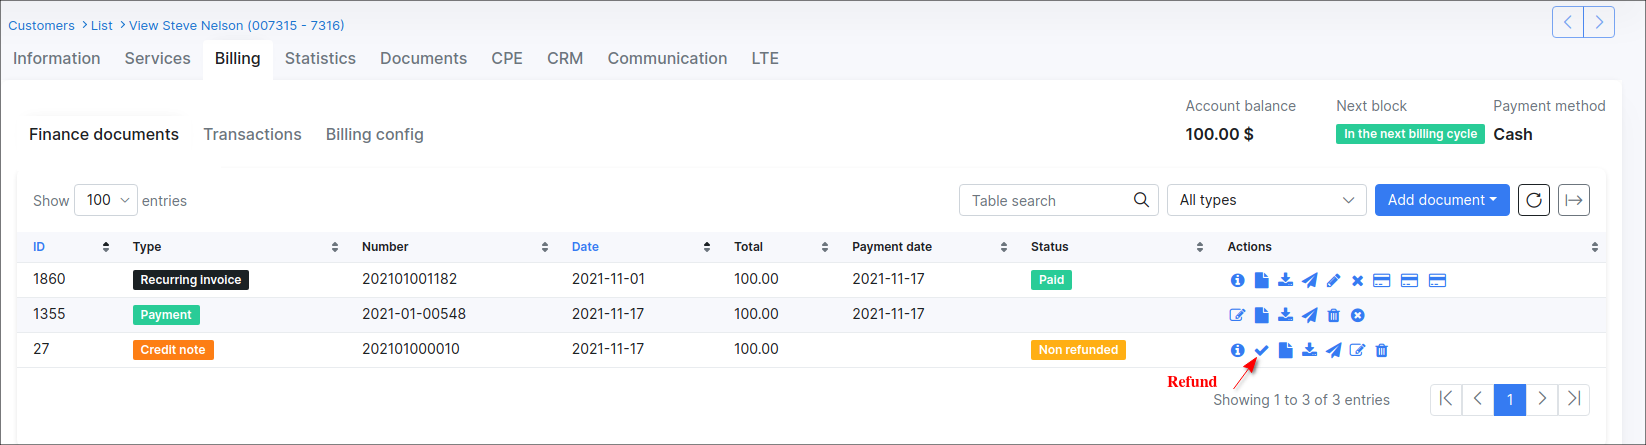 Customers > List > View Steve Nelson (007315 - 7316)
Information Services Billing Statistics Documents CPE CRM Communication LTE
Account balance Next block Payment method
Finance documents Transactions Billing config 100.00 $ In the next billing cycle Cash
Show 100 entries Table search All types Add document
ID Type Number Date Total Payment date Status Actions
1860 Recurring invoice 202101001182 2021-11-01 100.00 2021-11-17 Paid
1355 Payment 2021-01-00548 2021-11-17 100.00 2021-11-17
27 Credit note 202101000010 2021-11-17 100.00 Non refunded
Refund
Showing 1 to 3 of 3 entries 1